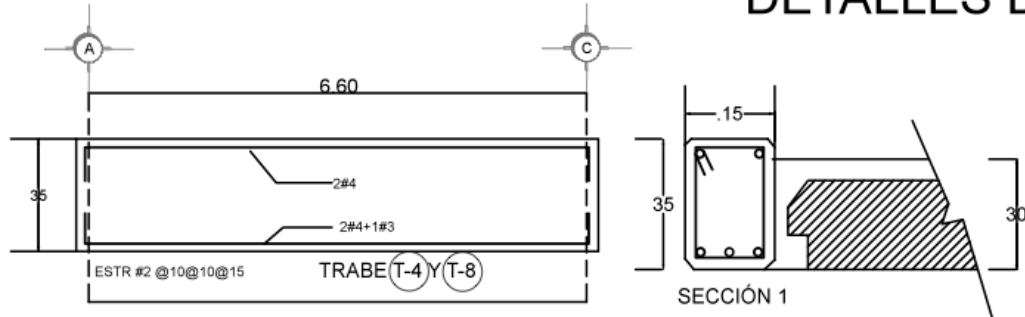 DETALLES
A
C
6.60
.15
35
2#4
2#4+1#3
35
30
ESTR #2 @10@10@15
TRABE T-4 Y T-8
SECCIÓN 1